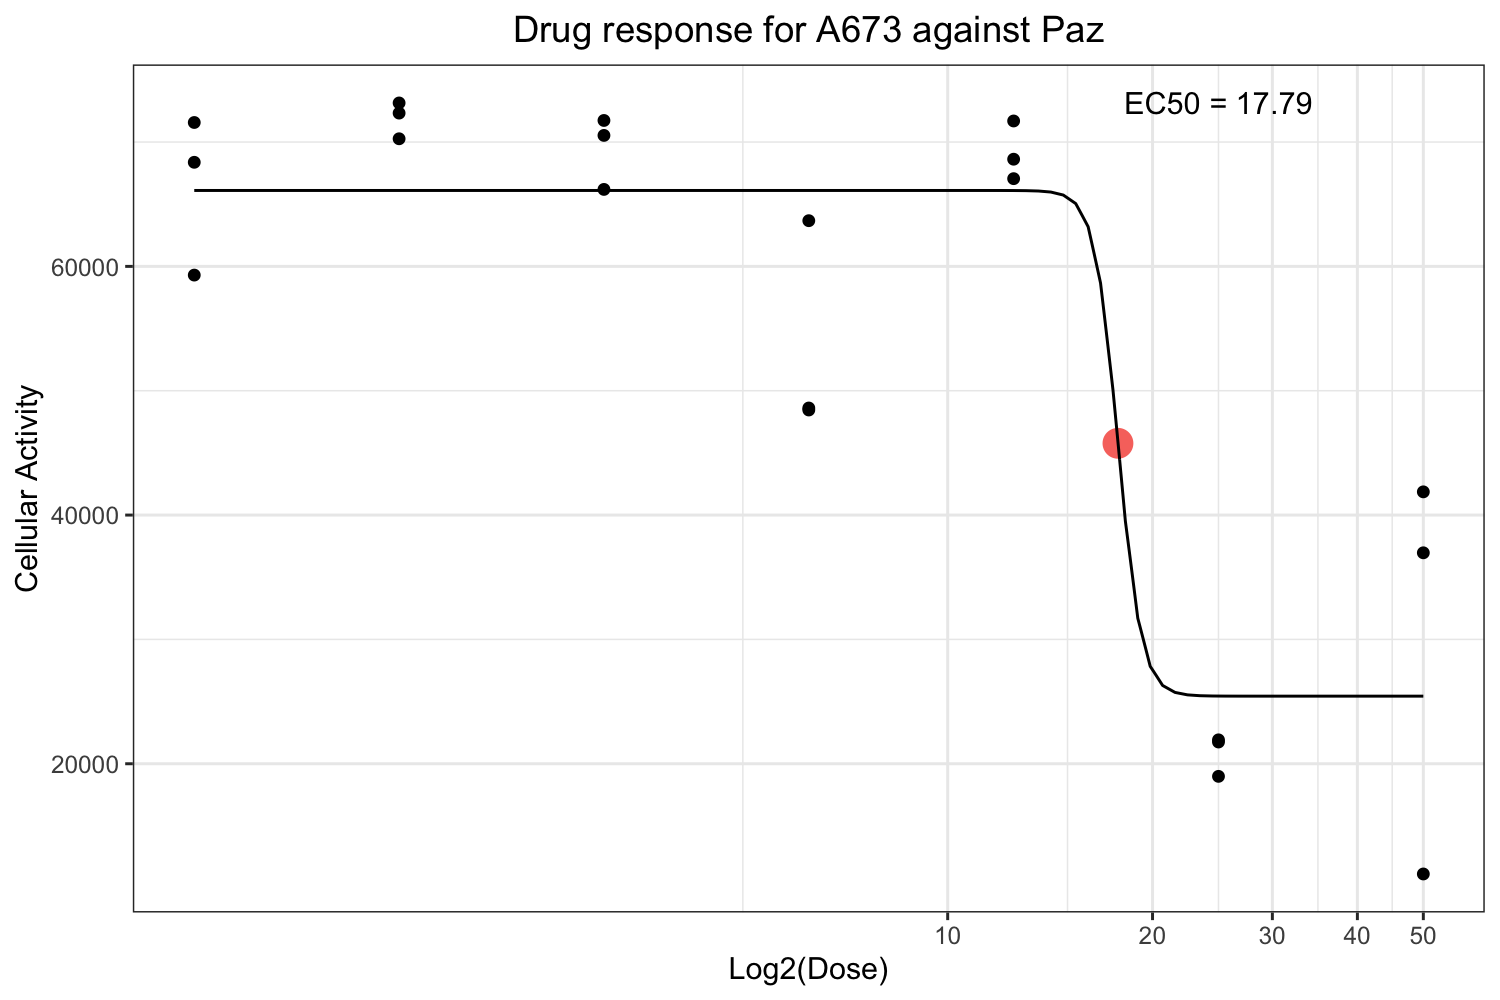 Drug response for A673 against Paz
EC50 = 17.79
60000
40000
20000
Cellular Activity
10 20 30 40 50
Log2(Dose)